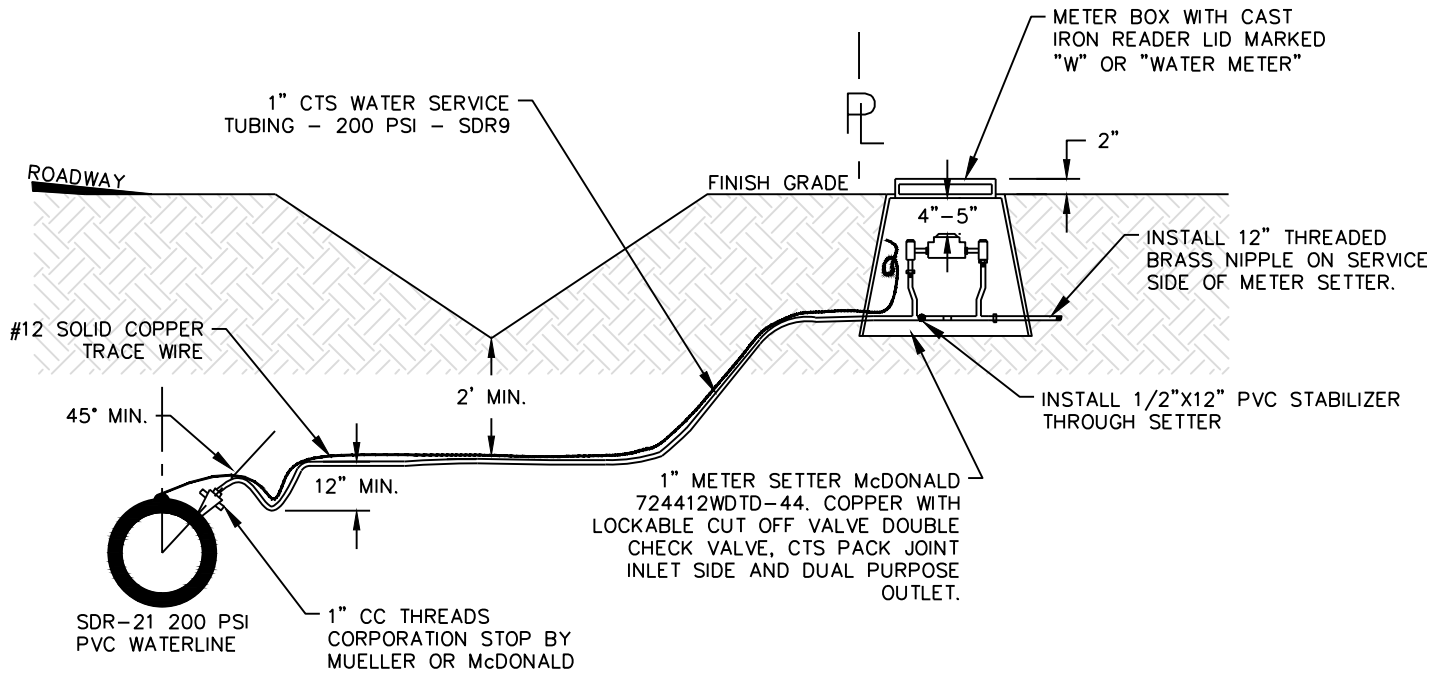 METER BOX WITH CAST
IRON READER LID MARKED
"W" OR "WATER METER"
1" CTS WATER SERVICE
TUBING - 200 PSI - SDR9
PL
2"
ROADWAY
FINISH GRADE
4"-5"
INSTALL 12" THREADED
BRASS NIPPLE ON SERVICE
SIDE OF METER SETTER.
#12 SOLID COPPER
TRACE WIRE
2' MIN.
45° MIN.
INSTALL 1/2"X12" PVC STABILIZER
THROUGH SETTER
12" MIN.
1" METER SETTER McDONALD
724412WDTD-44. COPPER WITH
LOCKABLE CUT OFF VALVE DOUBLE
CHECK VALVE, CTS PACK JOINT
INLET SIDE AND DUAL PURPOSE
OUTLET.
SDR-21 200 PSI
PVC WATERLINE
1" CC THREADS
CORPORATION STOP BY
MUELLER OR McDONALD